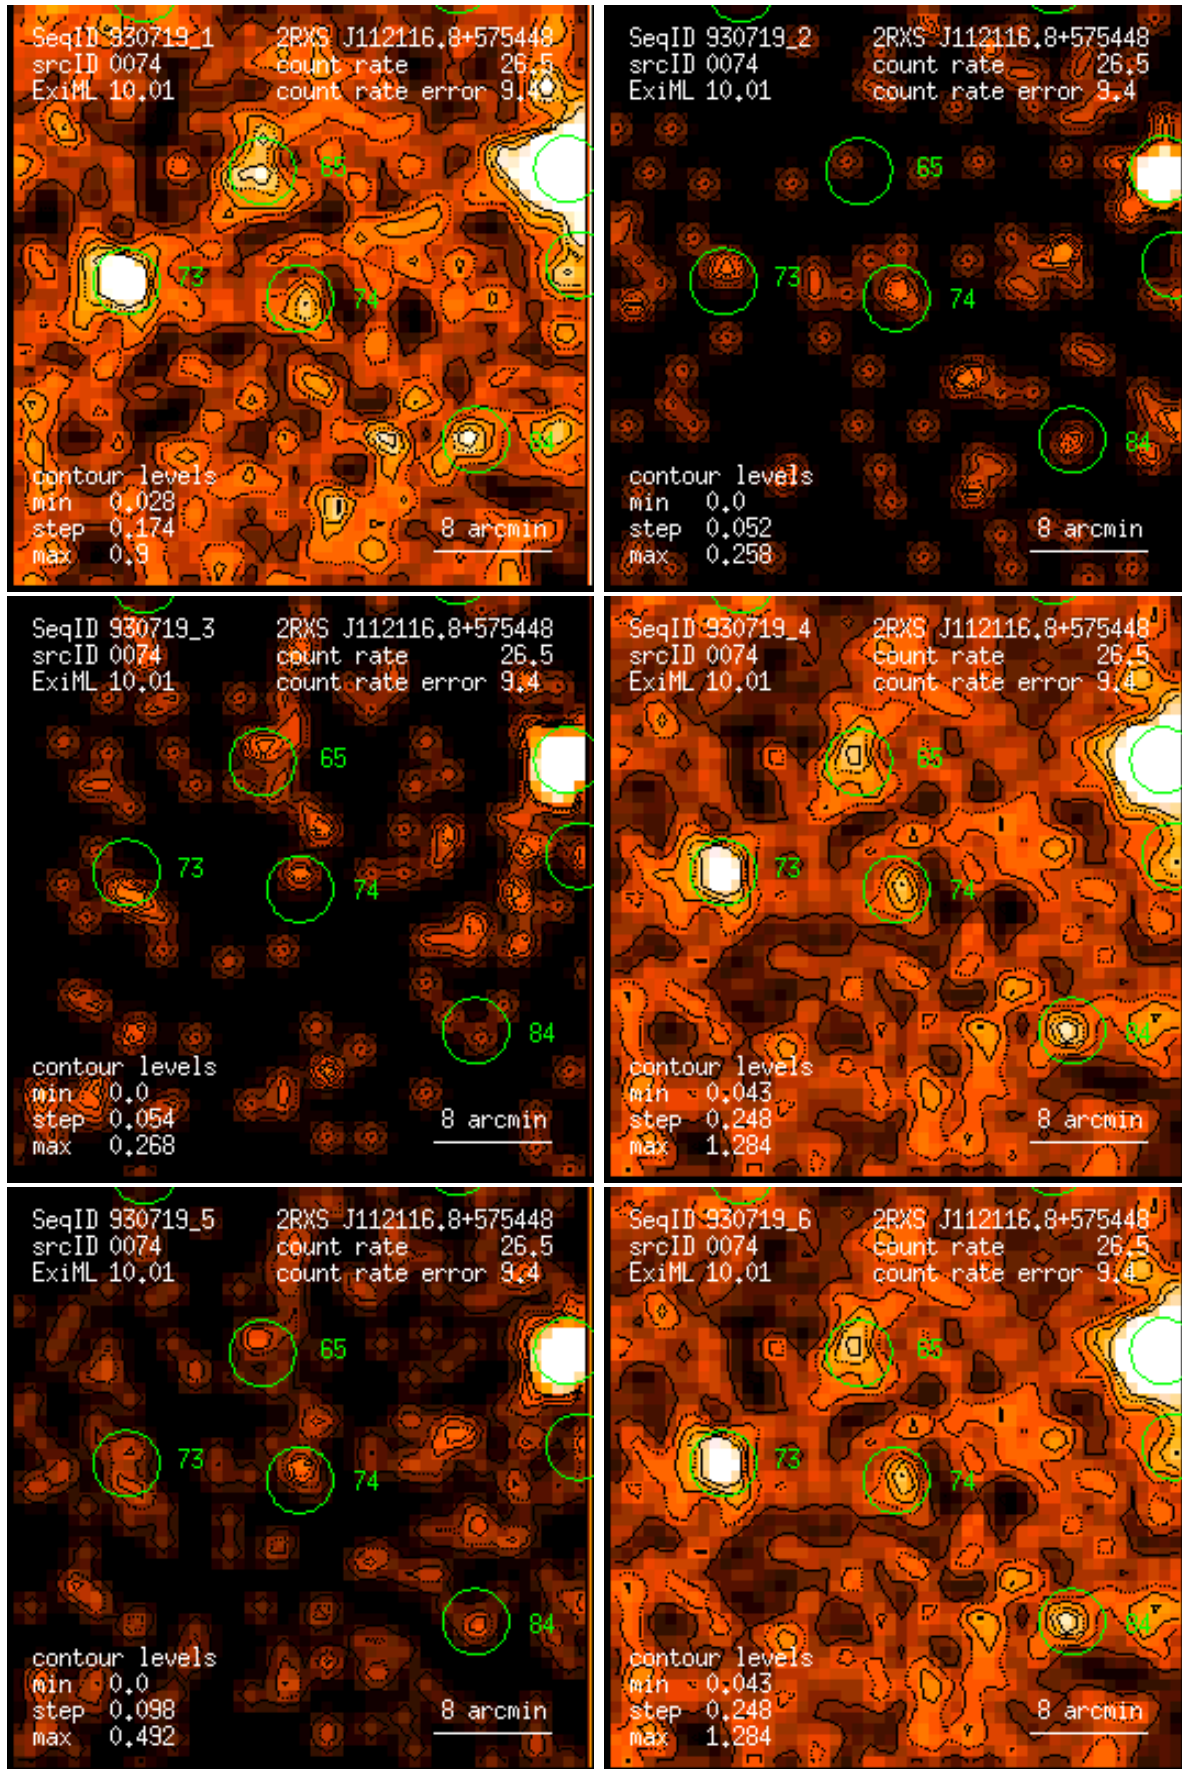 SeqID 930719_1 2RXS J112116.8+575448
srcID 0074 count rate 26.5
ExiML 10.01 count rate error 9.4
65
73
74
84
contour levels
min 0.028
step 0.174 8 arcmin
max 0.9
SeqID 930719_2 2RXS J112116.8+575448
srcID 0074 count rate 26.5
ExiML 10.01 count rate error 9.4
65
73
74
84
contour levels
min 0.0
step 0.052 8 arcmin
max 0.258
SeqID 930719_3 2RXS J112116.8+575448
srcID 0074 count rate 26.5
ExiML 10.01 count rate error 9.4
65
73
74
84
contour levels
min 0.0
step 0.054 8 arcmin
max 0.268
SeqID 930719_4 2RXS J112116.8+575448
srcID 0074 count rate 26.5
ExiML 10.01 count rate error 9.4
65
73
74
84
contour levels
min 0.043
step 0.248 8 arcmin
max 1.284
SeqID 930719_5 2RXS J112116.8+575448
srcID 0074 count rate 26.5
ExiML 10.01 count rate error 9.4
65
73
74
84
contour levels
min 0.0
step 0.098 8 arcmin
max 0.492
SeqID 930719_6 2RXS J112116.8+575448
srcID 0074 count rate 26.5
ExiML 10.01 count rate error 9.4
65
73
74
84
contour levels
min 0.043
step 0.248 8 arcmin
max 1.284